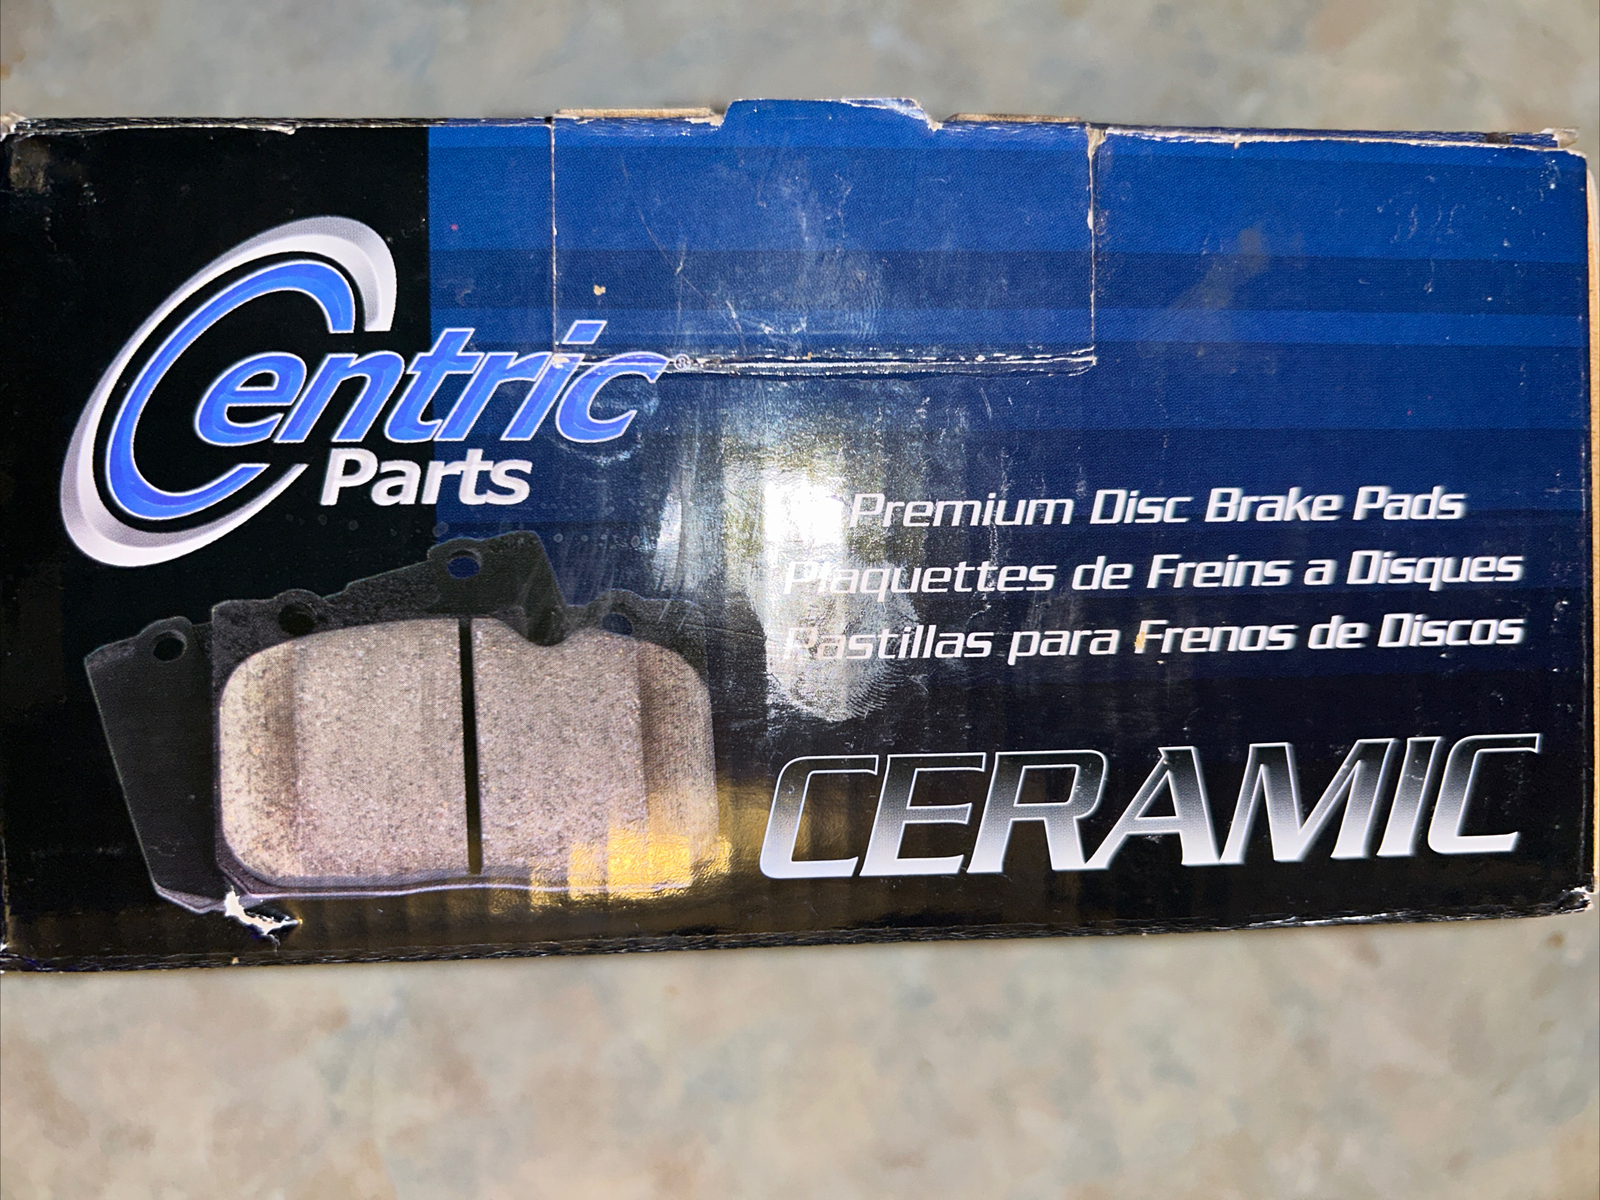 Centric®
Parts
Premium Disc Brake Pads
Plaquettes de Freins a Disques
Pastillas para Frenos de Discos
CERAMIC